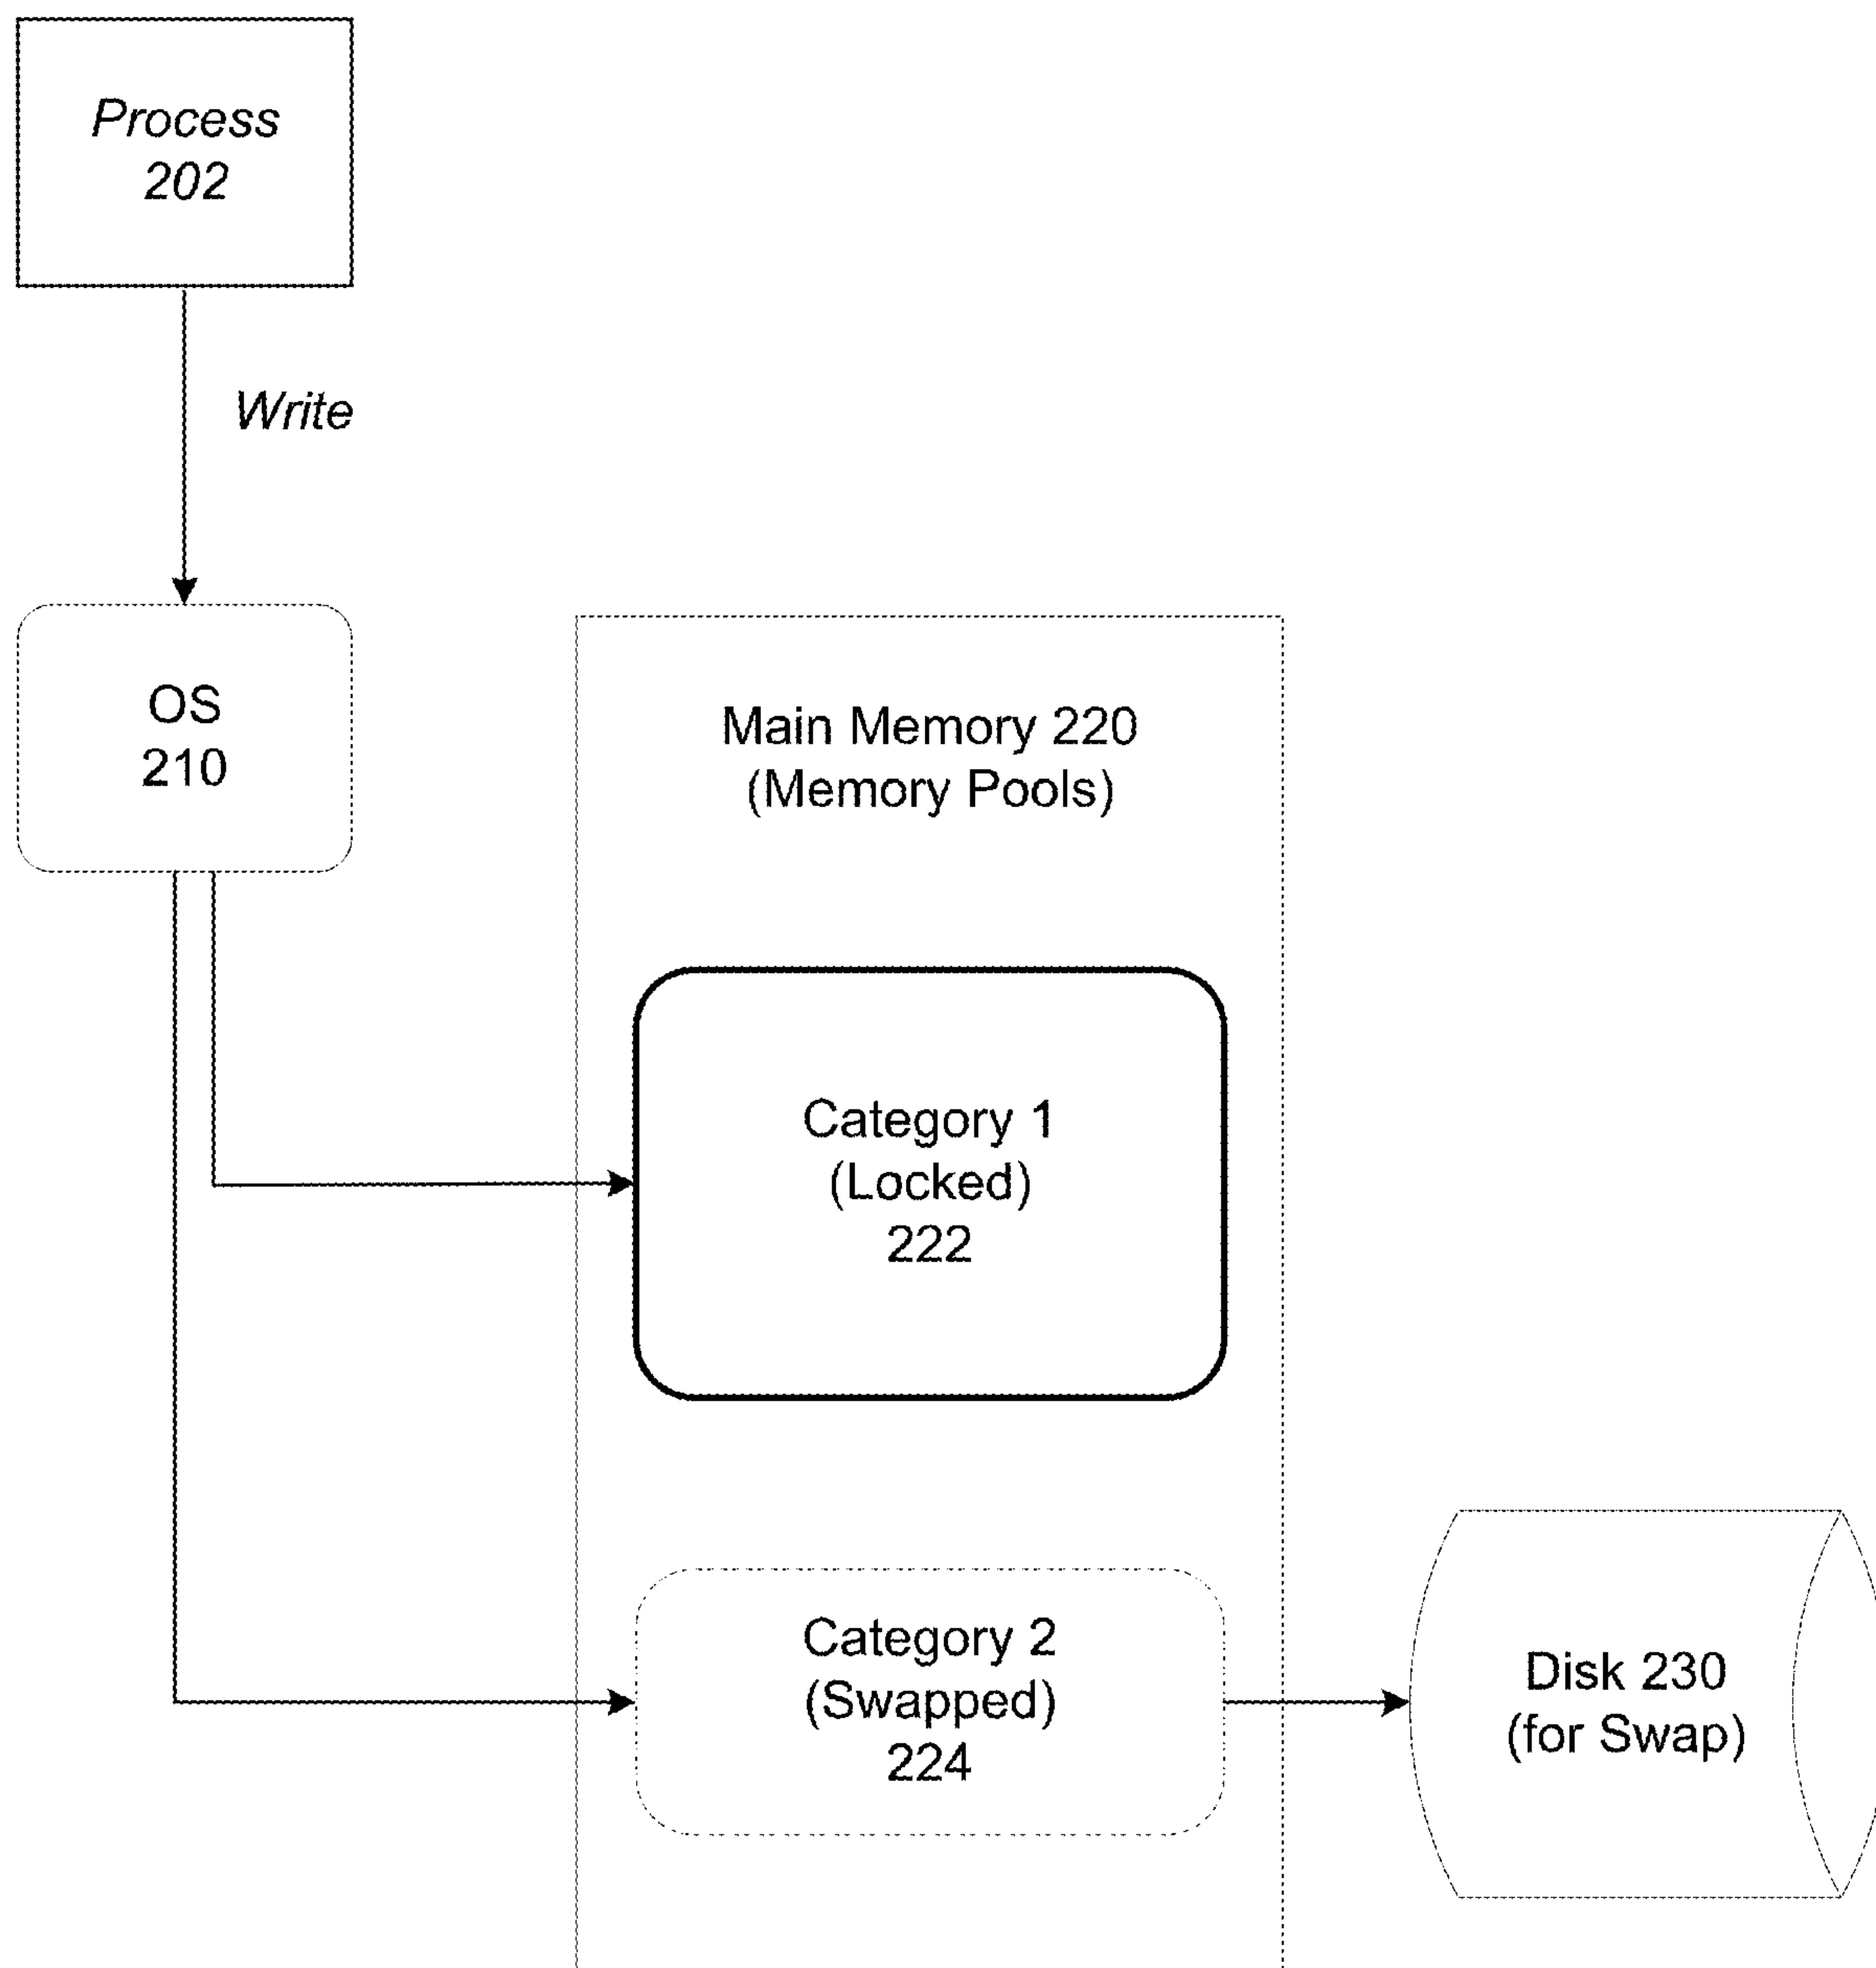 Process
202
Write
OS
210
Main Memory 220
(Memory Pools)
Category 1
(Locked)
222
Category 2
(Swapped)
224
Disk 230
(for Swap)